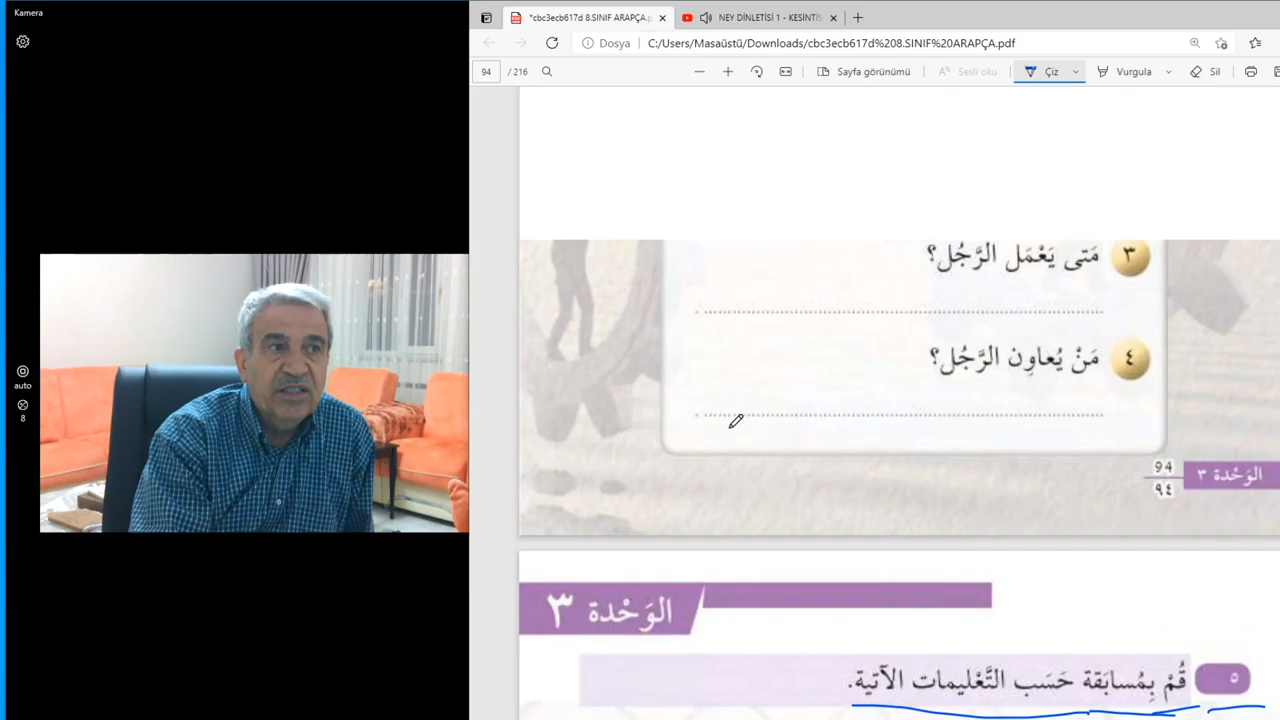 Kamera
*cbc3ecb617d 8.SINIF ARAPÇA.p
NEY DİNLETİSİ 1 - KESİNTİS
Dosya
C:/Users/Masaüstü/Downloads/cbc3ecb617d%208.SINIF%20ARAPÇA.pdf
94 / 216
Sayfa görünümü
Sesli oku
Çiz
Vurgula
Sil
auto
8
٣ مَتى يَعْمَل الرَّجُل؟
٤ مَنْ يُعاوِن الرَّجُل؟
94
٩٤
الوَحْدة ٣
الوَحْدة ٣
٥ قُمْ بِمُسابَقة حَسَب التَّعْليمات الآتية.